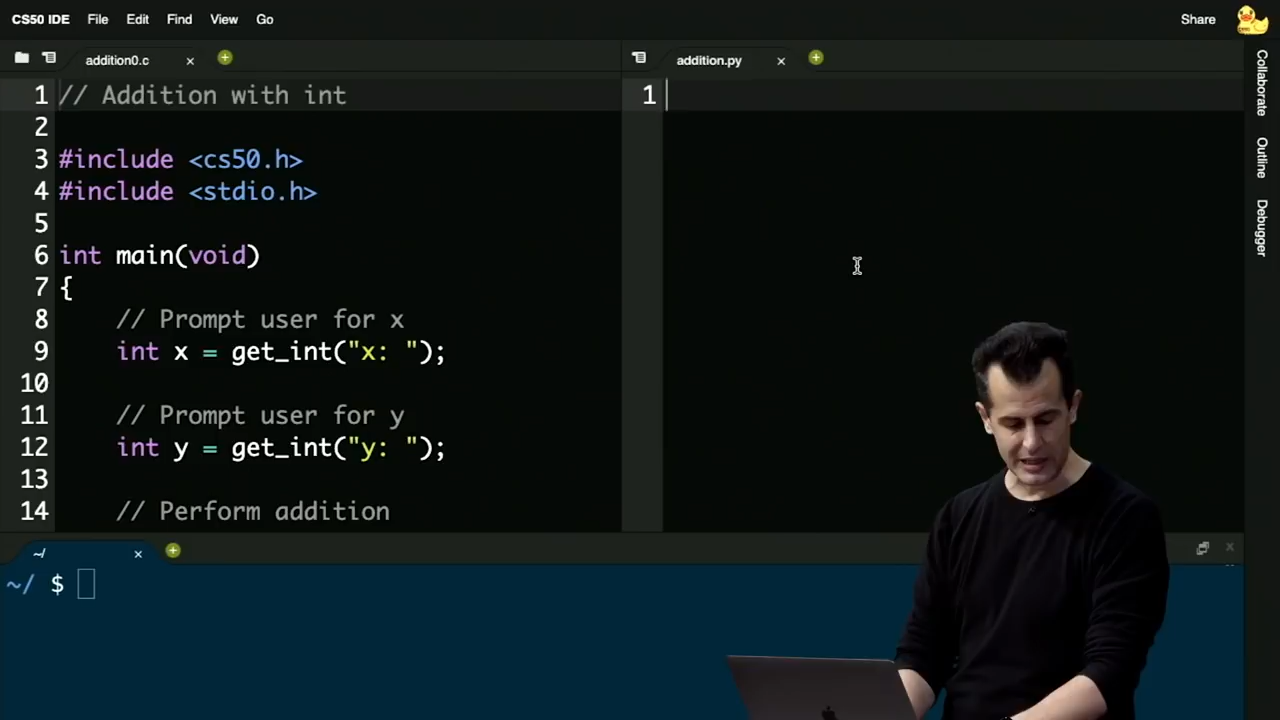 CS50 IDE File Edit View Find Go Share
addition0.c
addition.py
1 // Addition with int
2
3 #include <cs50.h>
4 #include <stdio.h>
5
6 int main(void)
7 {
8 // Prompt user for x
9 int x = get_int("x: ");
10
11 // Prompt user for y
12 int y = get_int("y: ");
13
14 // Perform addition
1
~/
~/ $
Collaborate
Outline
Debugger